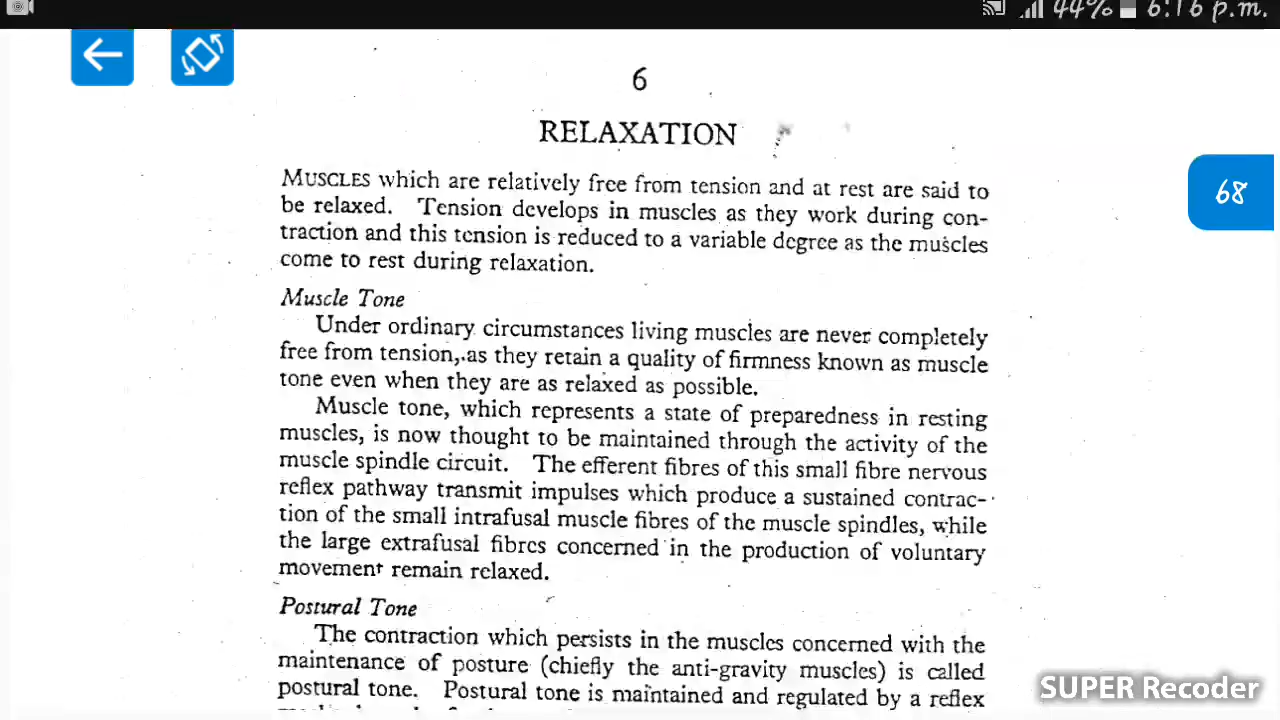 44% 6:16 p.m.
6
RELAXATION
68
MUSCLES which are relatively free from tension and at rest are said to
be relaxed. Tension develops in muscles as they work during con-
traction and this tension is reduced to a variable degree as the muscles
come to rest during relaxation.
Muscle Tone
Under ordinary circumstances living muscles are never completely
free from tension, as they retain a quality of firmness known as muscle
tone even when they are as relaxed as possible.
Muscle tone, which represents a state of preparedness in resting
muscles, is now thought to be maintained through the activity of the
muscle spindle circuit. The efferent fibres of this small fibre nervous
reflex pathway transmit impulses which produce a sustained contrac-
tion of the small intrafusal muscle fibres of the muscle spindles, while
the large extrafusal fibres concerned in the production of voluntary
movement remain relaxed.
Postural Tone
The contraction which persists in the muscles concerned with the
maintenance of posture (chiefly the anti-gravity muscles) is called
postural tone. Postural tone is maintained and regulated by a reflex
SUPER Recoder